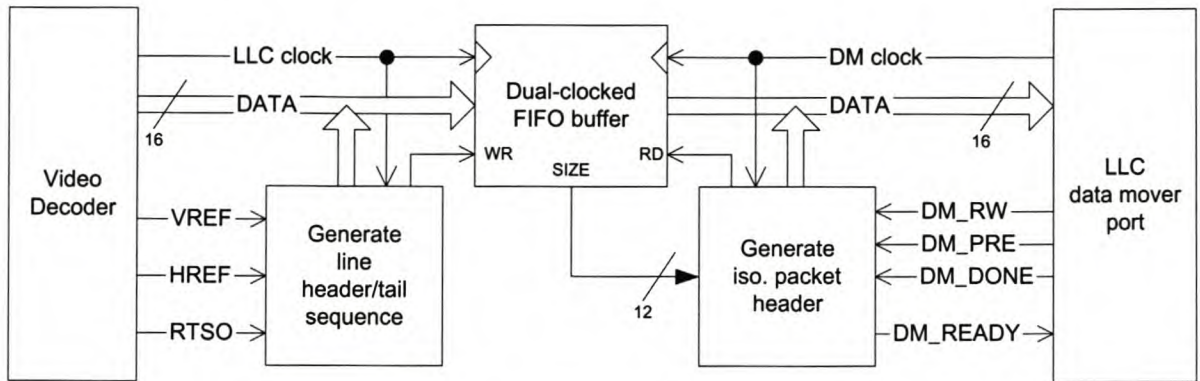 LLC clock
DATA
16
Video
Decoder
VREF
HREF
RTSO
Generate
line
header/tail
sequence
Dual-clocked
FIFO buffer
WR
RD
SIZE
12
DM clock
DATA
16
Generate
iso. packet
header
DM_RW
DM_PRE
DM_DONE
DM_READY
LLC
data mover
port